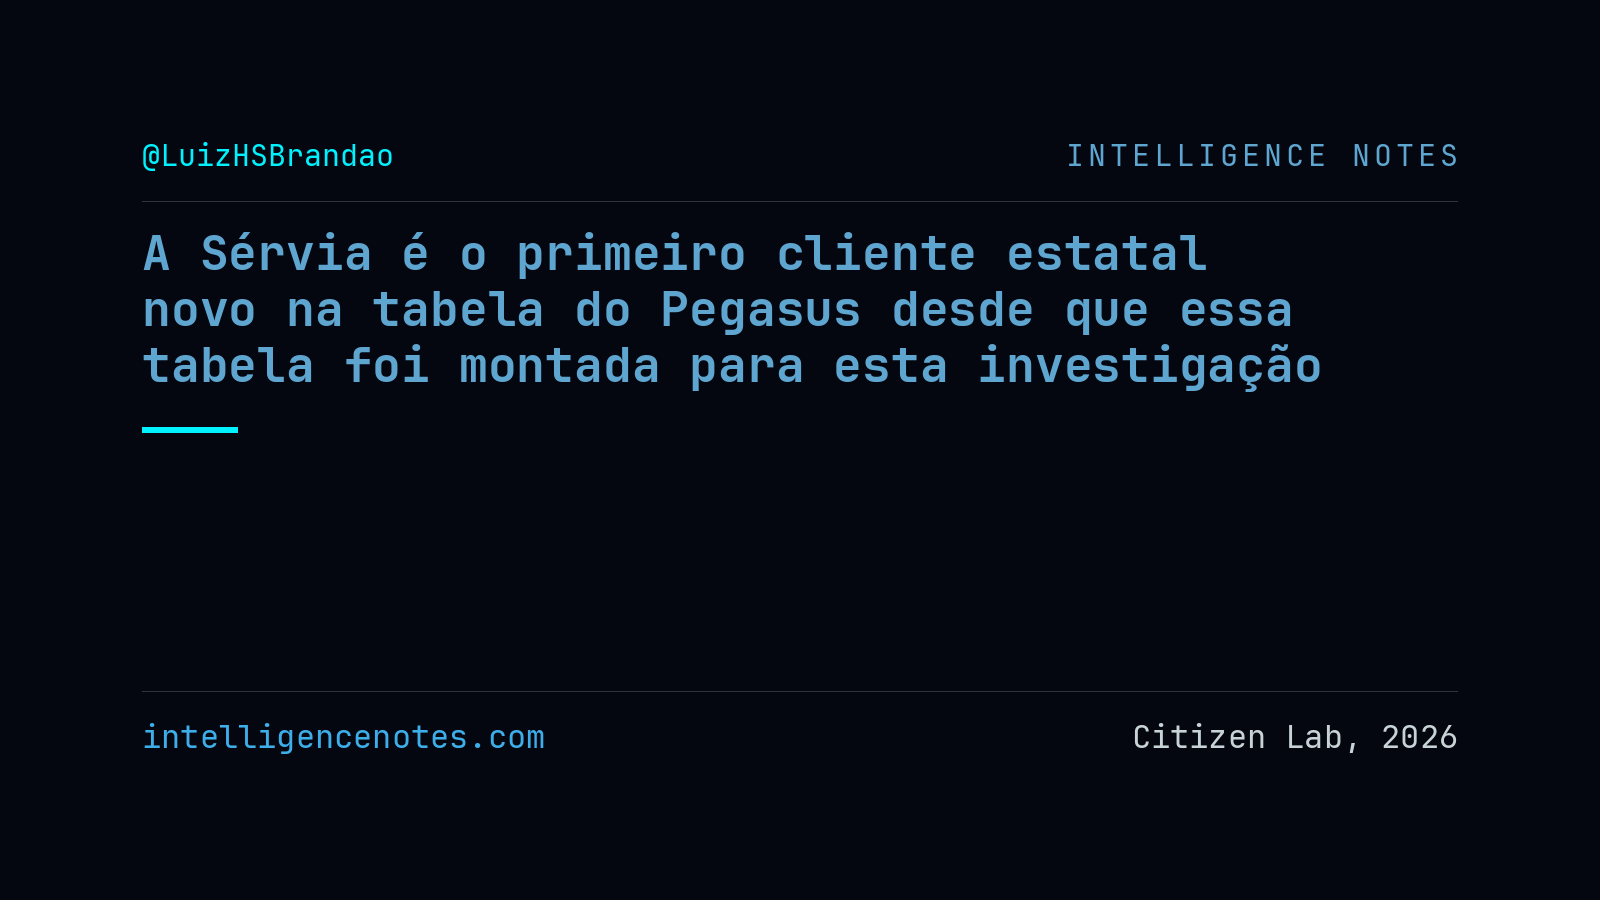 @LuizHSBrandao
INTELLIGENCE NOTES
A Sérvia é o primeiro cliente estatal
novo na tabela do Pegasus desde que essa
tabela foi montada para esta investigação
intelligencenotes.com
Citizen Lab, 2026